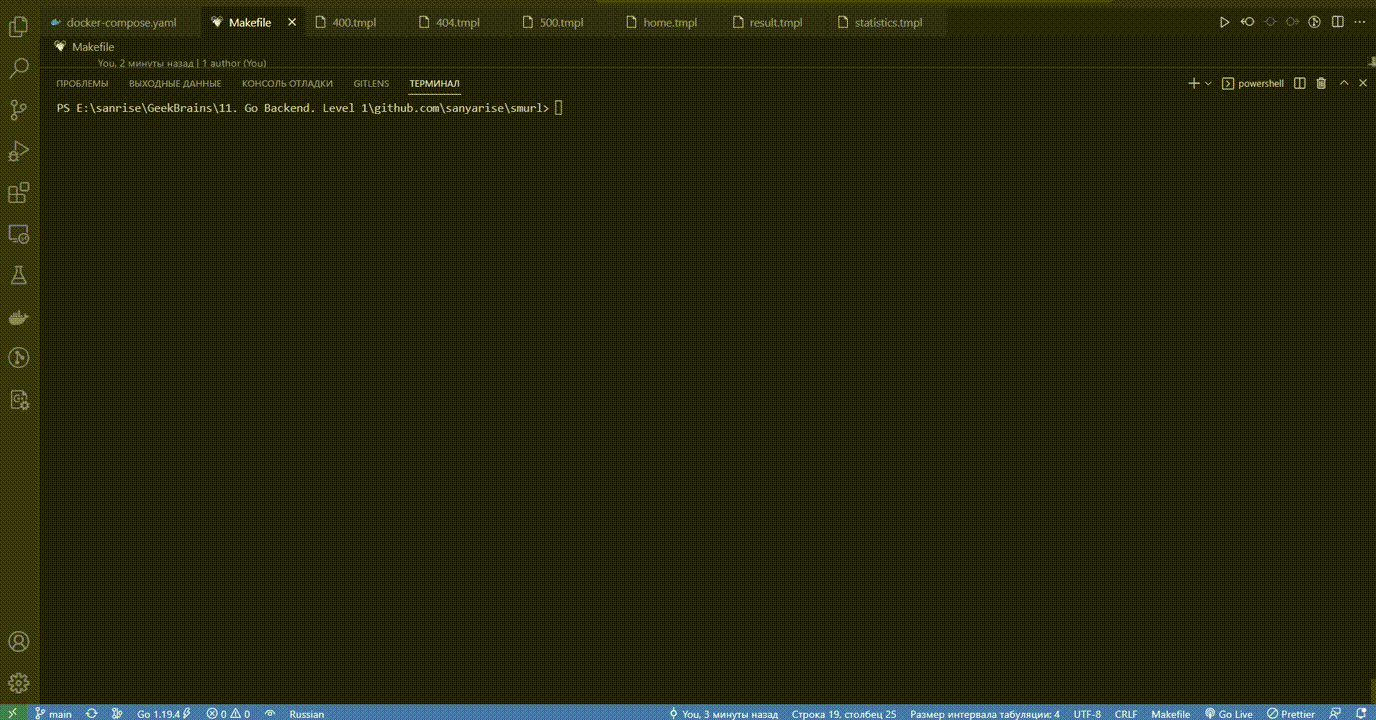 docker-compose.yaml Makefile 400.tmpl 404.tmpl 500.tmpl home.tmpl result.tmpl statistics.tmpl
Makefile
You, 2 минуты назад | 1 author (You)
ПРОБЛЕМЫ ВЫХОДНЫЕ ДАННЫЕ КОНСОЛЬ ОТЛАДКИ GITLENS ТЕРМИНАЛ powershell
PS E:\sanrise\GeekBrains\11. Go Backend. Level 1\github.com\sanyarise\smurl>
main Go 1.19.4 0 0 Russian You, 3 минуты назад Строка 19, столбец 25 Размер интервала табуляции: 4 UTF-8 CRLF Makefile Go Live Prettier